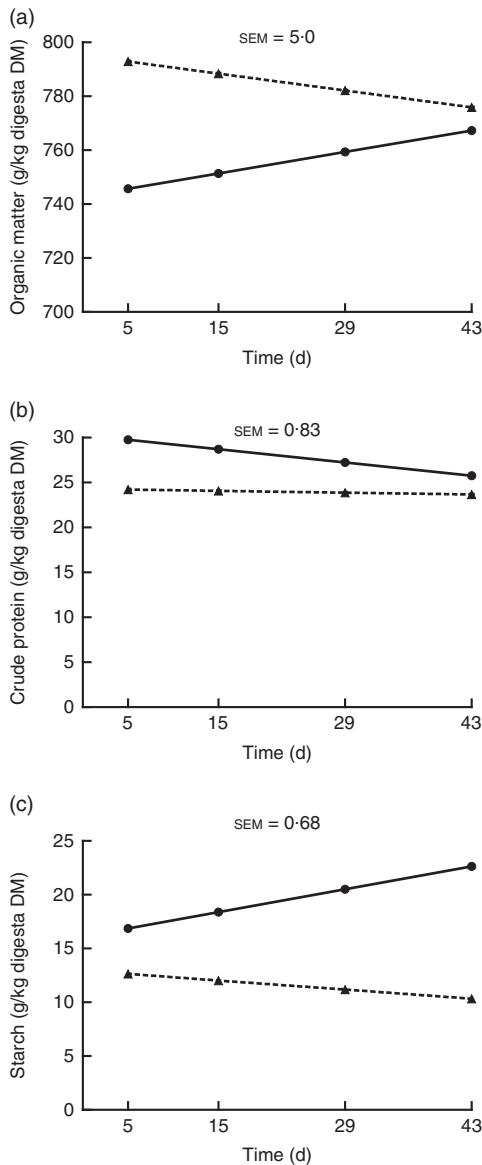 (a)
SEM = 5·0
800
780
760
740
720
700
Organic matter (g/kg digesta DM)
5 15 29 43
Time (d)
(b)
SEM = 0·83
30
25
20
15
10
5
0
Crude protein (g/kg digesta DM)
5 15 29 43
Time (d)
(c)
SEM = 0·68
25
20
15
10
5
0
Starch (g/kg digesta DM)
5 15 29 43
Time (d)